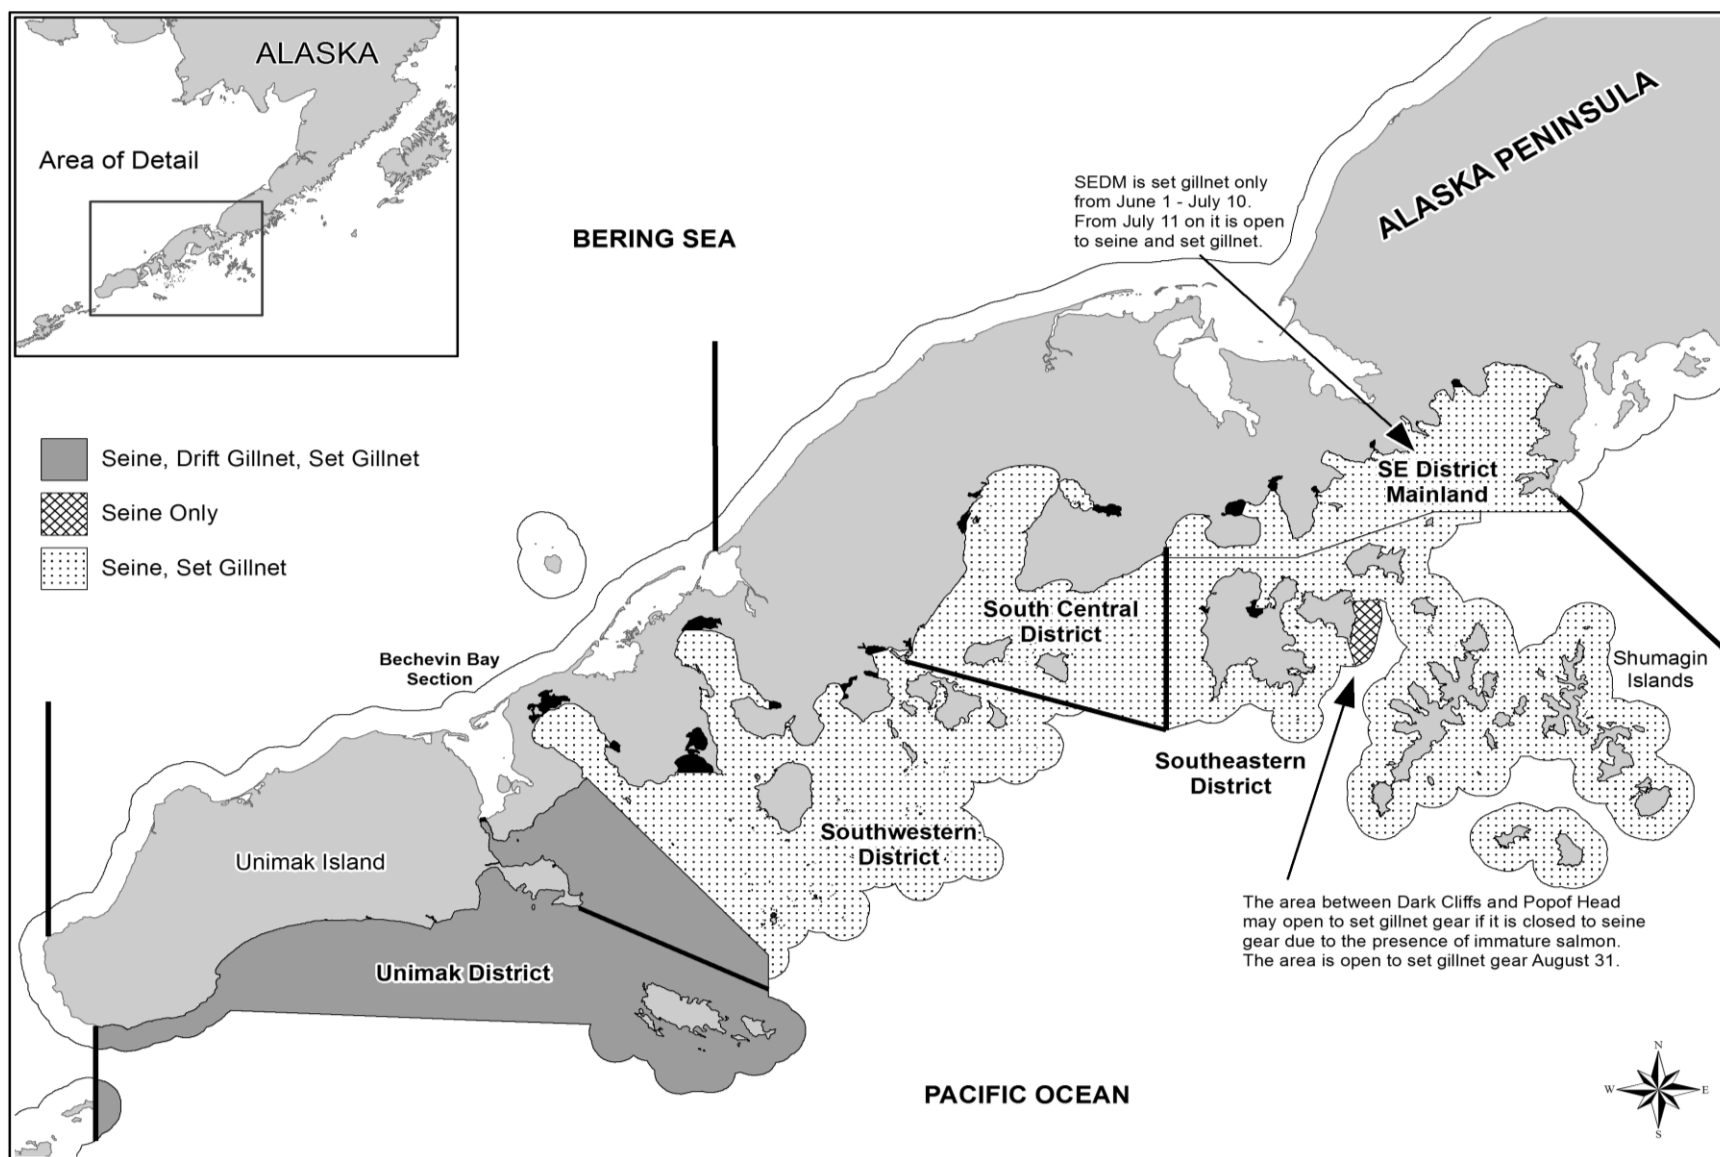 ALASKA
Area of Detail
BERING SEA
SEDM is set gillnet only
from June 1 - July 10.
From July 11 on it is open
to seine and set gillnet.
ALASKA PENINSULA
Seine, Drift Gillnet, Set Gillnet
Seine Only
Seine, Set Gillnet
SE District
Mainland
South Central
District
Bechevin Bay
Section
Shumagin
Islands
Southeastern
District
Southwestern
District
Unimak Island
Unimak District
The area between Dark Cliffs and Popof Head
may open to set gillnet gear if it is closed to seine
gear due to the presence of immature salmon.
The area is open to set gillnet gear August 31.
PACIFIC OCEAN
N
W
E
S